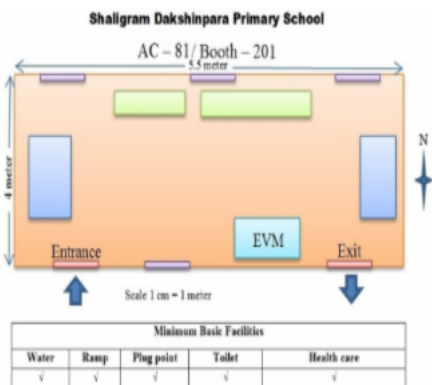 Shaligram Dakshinpara Primary School
AC – 81/ Booth – 201
5.5 meter
4 meter
N
EVM
Entrance
Exit
Scale 1 cm = 1 meter
Minimum Basic Facilities
Water Ramp Plug point Toilet Health care
√ √ √ √ √